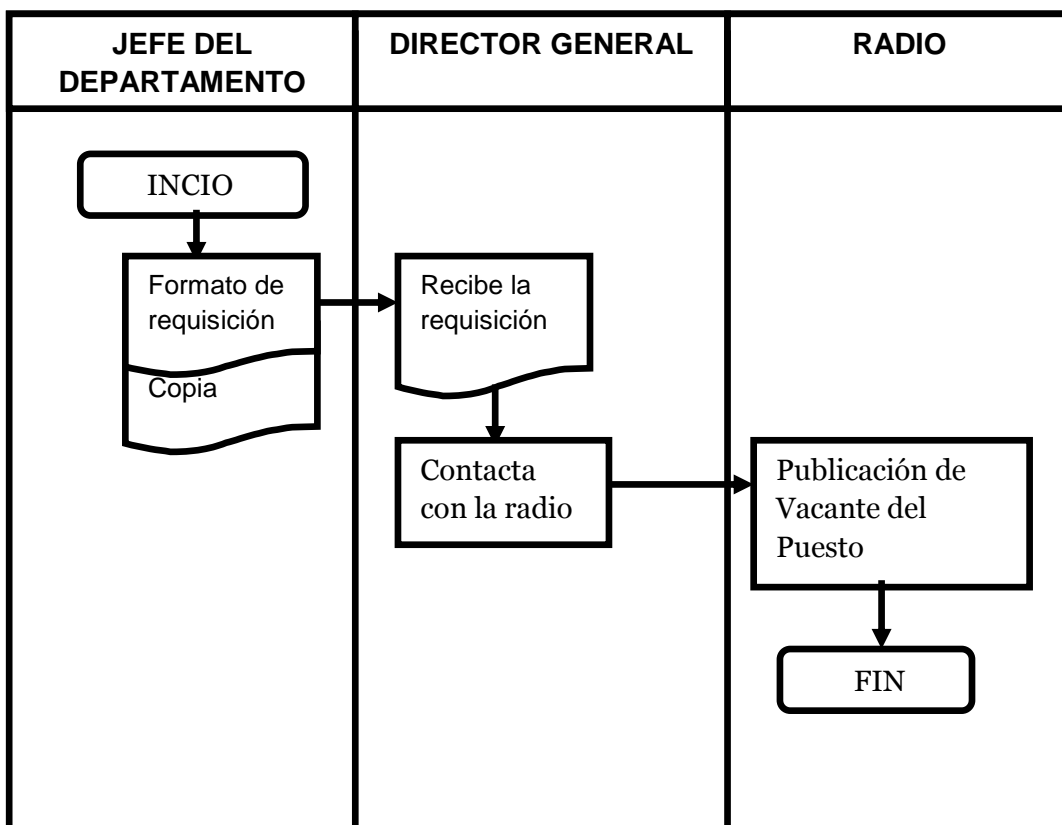 JEFE DEL
DEPARTAMENTO
DIRECTOR GENERAL
RADIO
INCIO
Formato de
requisición
Copia
Recibe la
requisición
Contacta
con la radio
Publicación de
Vacante del
Puesto
FIN